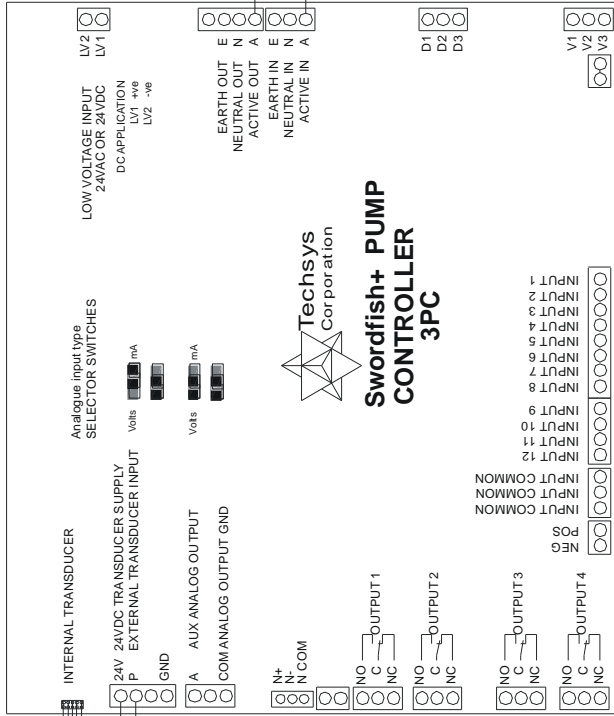 LV2
LV1
LOW VOLTAGE INPUT
24VAC OR 24VDC
DC APPLICATION
LV1 +ve
LV2 -ve
EARTH OUT E
NEUTRAL OUT N
ACTIVE OUT A
EARTH IN E
NEUTRAL IN N
ACTIVE IN A
D1
D2
D3
V1
V2
V3
Analogue input type
SELECTOR SWITCHES
Volts mA
Volts mA
Techsys
Corporation
Swordfish+ PUMP
CONTROLLER
3PC
INTERNAL TRANSDUCER
24V 24VDC TRANSDUCER SUPPLY
P EXTERNAL TRANSDUCER INPUT
GND
A AUX ANALOG OUTPUT
COM ANALOG OUTPUT GND
N+
N-
N COM
NO
C OUTPUT 1
NC
NO
C OUTPUT 2
NC
NO
C OUTPUT 3
NC
NO
C OUTPUT 4
NC
INPUT 1
INPUT 2
INPUT 3
INPUT 4
INPUT 5
INPUT 6
INPUT 7
INPUT 8
INPUT 9
INPUT 10
INPUT 11
INPUT 12
INPUT COMMON
INPUT COMMON
INPUT COMMON
POS
NEG